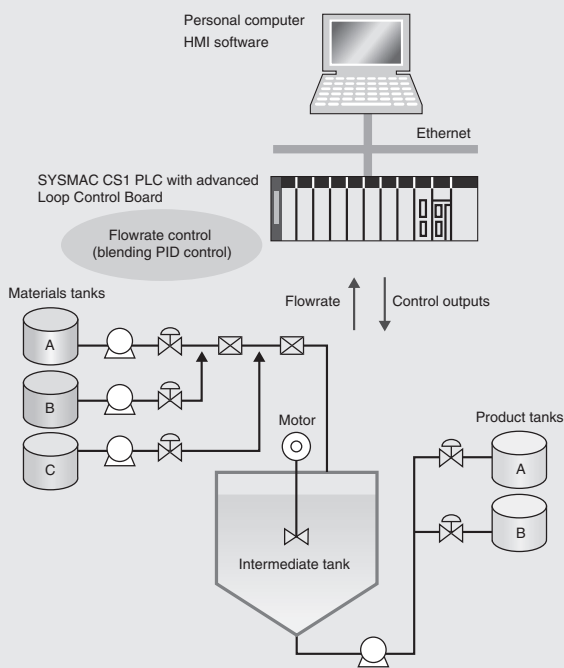 Personal computer
HMI software
Ethernet
SYSMAC CS1 PLC with advanced
Loop Control Board
Flowrate control
(blending PID control)
Flowrate
Control outputs
Materials tanks
A
B
C
Motor
Product tanks
A
B
Intermediate tank